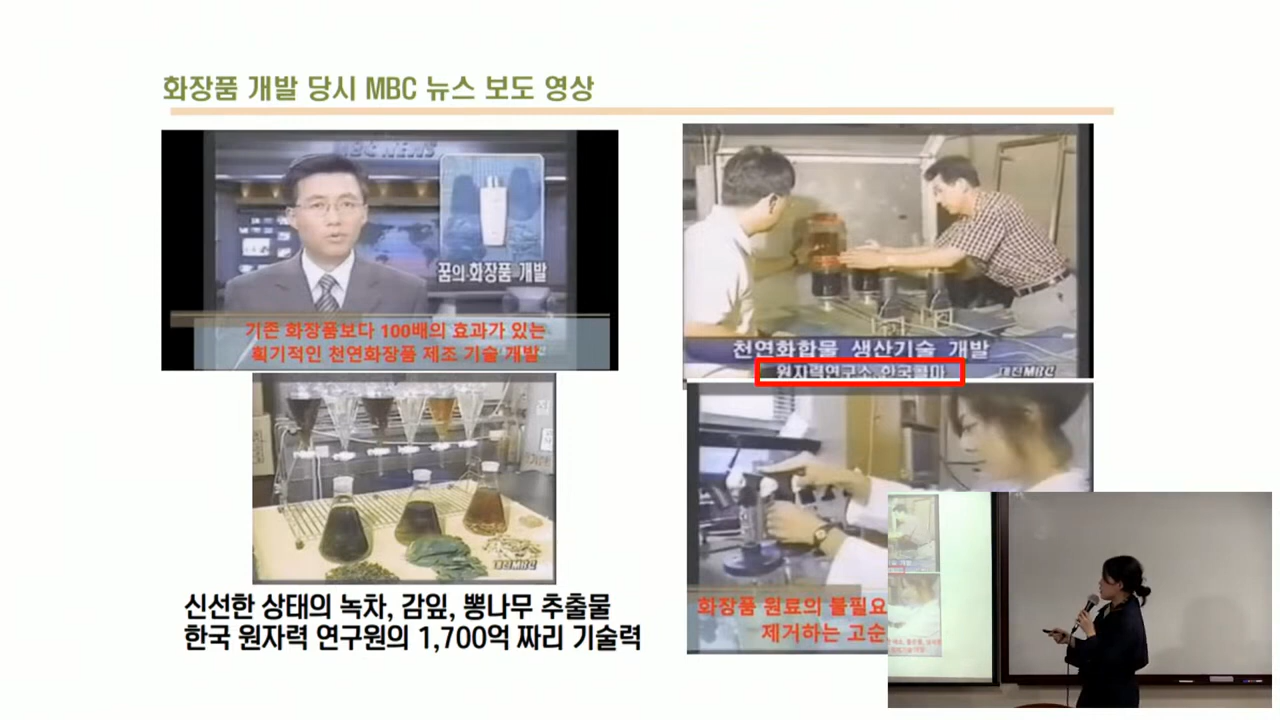 화장품 개발 당시 MBC 뉴스 보도 영상
MBC NEWS
꿈의 화장품 개발
기존 화장품보다 100배의 효과가 있는
획기적인 천연화장품 제조 기술 개발
천연화합물 생산기술 개발
원자력연구소.한국콜마
대전MBC
대전MBC
신선한 상태의 녹차, 감잎, 뽕나무 추출물
한국 원자력 연구원의 1,700억 짜리 기술력
화장품 원료의 불필요
제거하는 고순